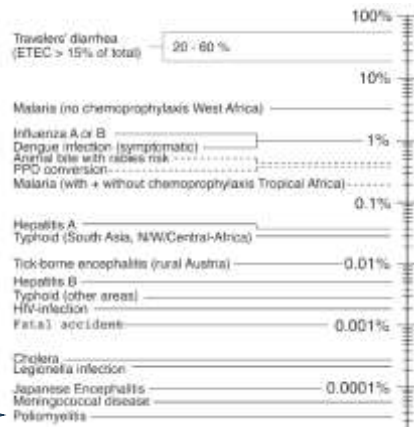 100%
Travelers' diarrhea
(ETEC > 15% of total)
20 - 60 %
10%
Malaria (no chemoprophylaxis West Africa)
Influenza A or B
1%
Dengue infection (symptomatic)
Animal bite with rabies risk
PPD conversion
Malaria (with + without chemoprophylaxis Tropical Africa)
0.1%
Hepatitis A
Typhoid (South Asia, N/W/Central-Africa)
Tick-borne encephalitis (rural Austria)
0.01%
Hepatitis B
Typhoid (other areas)
HIV-infection
Fatal accident
0.001%
Cholera
Legionella infection
Japanese Encephalitis
0.0001%
Meningococcal disease
Poliomyelitis